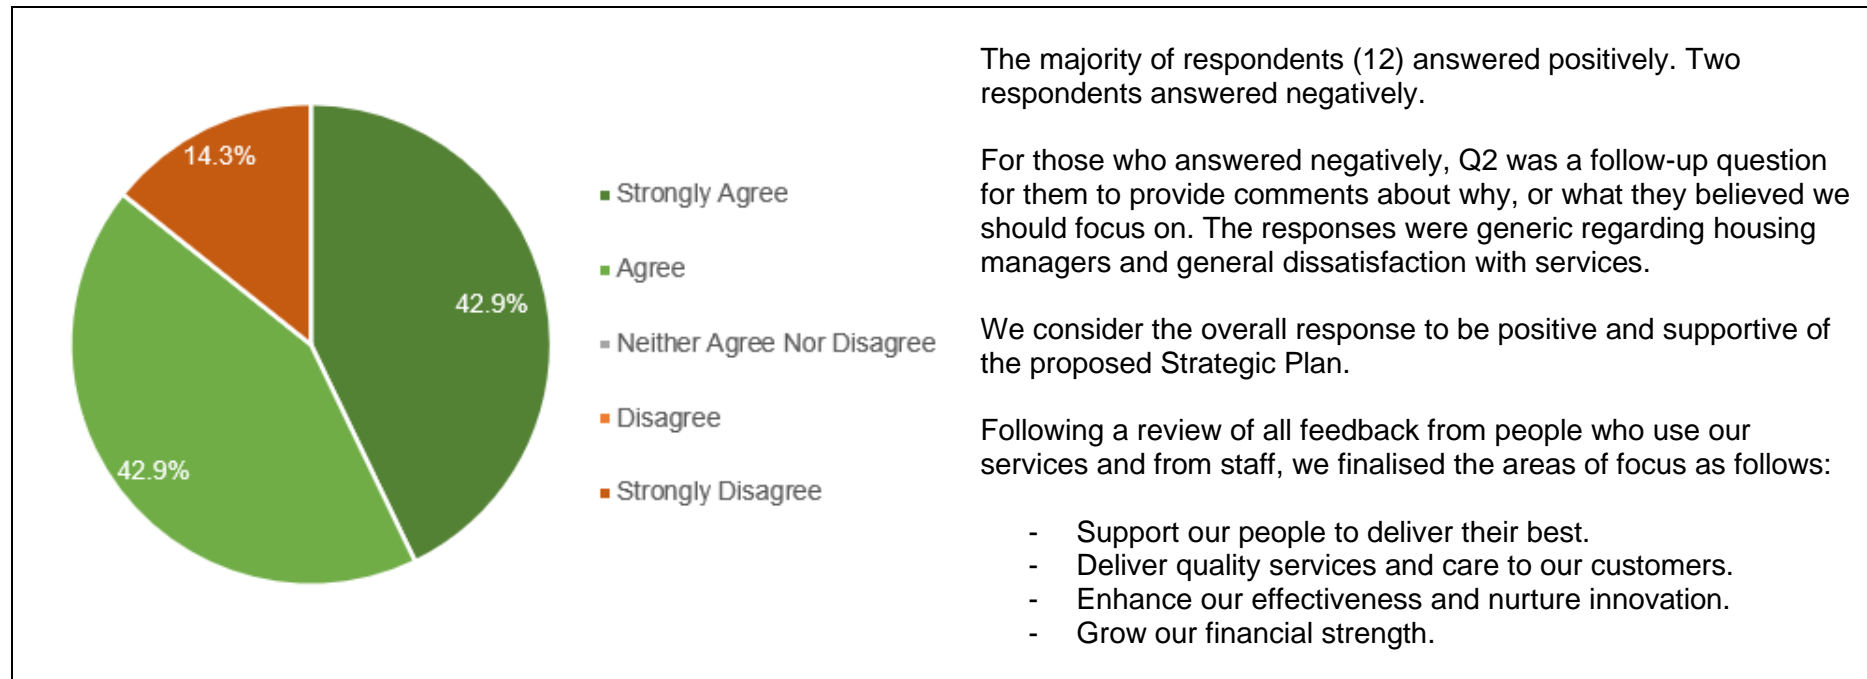 14.3%
42.9%
42.9%
Strongly Agree
Agree
Neither Agree Nor Disagree
Disagree
Strongly Disagree
The majority of respondents (12) answered positively. Two
respondents answered negatively.
For those who answered negatively, Q2 was a follow-up question
for them to provide comments about why, or what they believed we
should focus on. The responses were generic regarding housing
managers and general dissatisfaction with services.
We consider the overall response to be positive and supportive of
the proposed Strategic Plan.
Following a review of all feedback from people who use our
services and from staff, we finalised the areas of focus as follows:
- Support our people to deliver their best.
- Deliver quality services and care to our customers.
- Enhance our effectiveness and nurture innovation.
- Grow our financial strength.